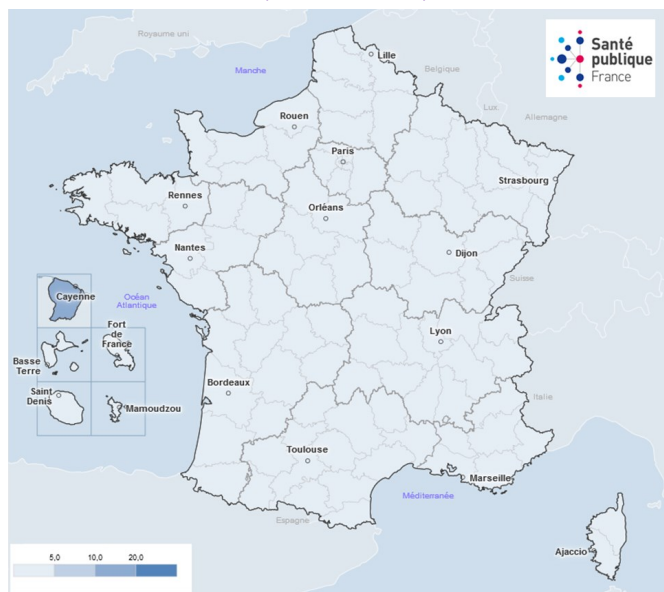 Royaume uni
Lille
Santé
publique
France
Manche
Belgique
Lux.
Allemagne
Rouen
Paris
Strasbourg
Rennes
Orléans
Nantes
Dijon
Suisse
Cayenne
Océan
Atlantique
Fort
de
France
Lyon
Basse
Terre
Bordeaux
Saint
Denis
Mamoudzou
Italie
Toulouse
Marseille
Méditerranée
Espagne
Ajaccio
5,0 10,0 20,0